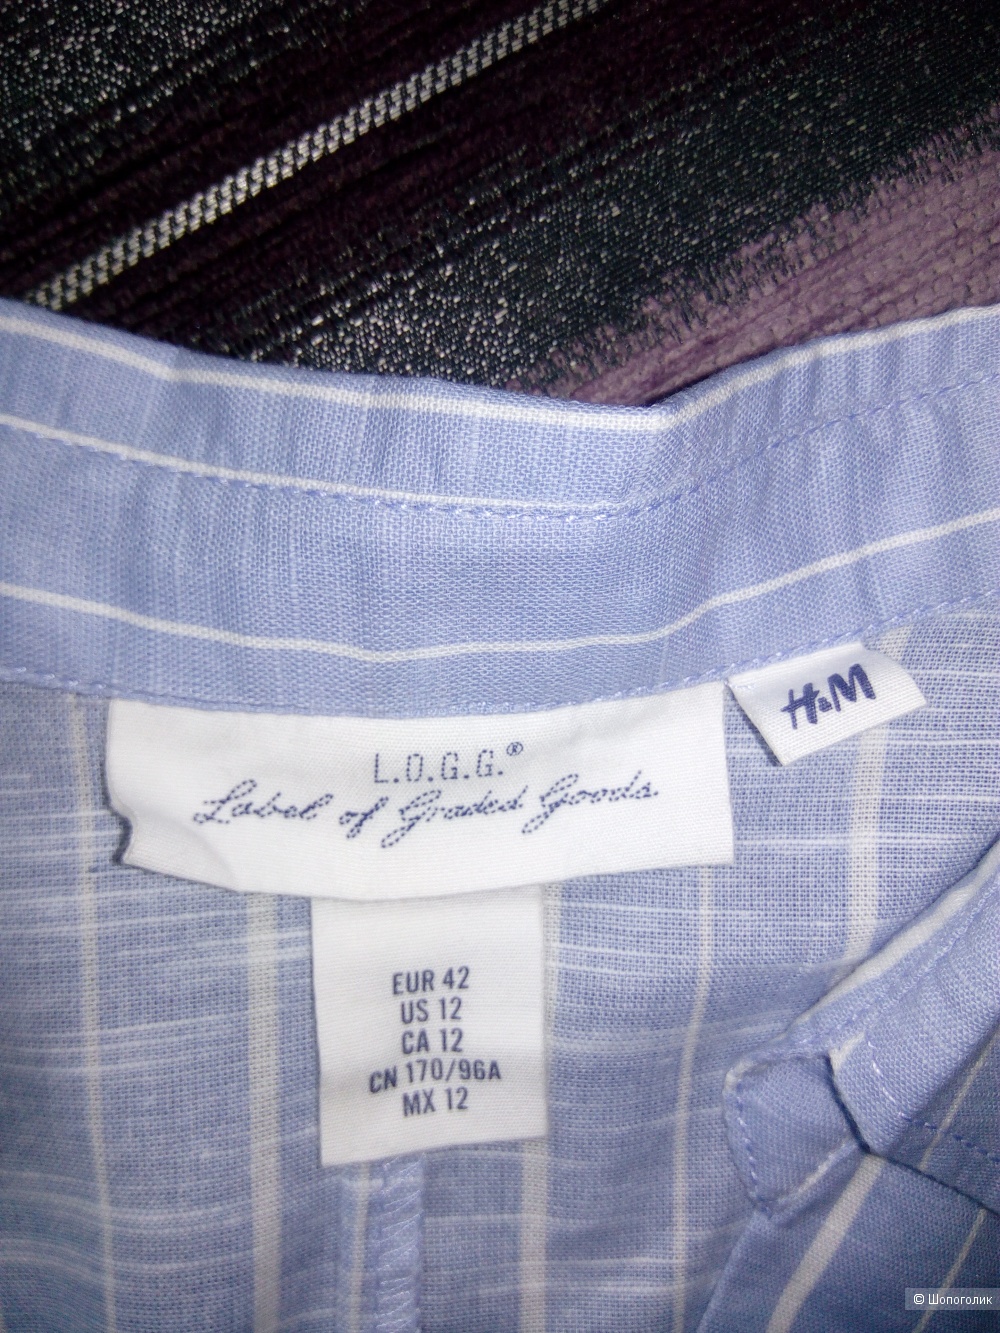 H&M
L.O.G.G.®
Label of Graded Goods
EUR 42
US 12
CA 12
CN 170/96A
MX 12
© Шопоголик